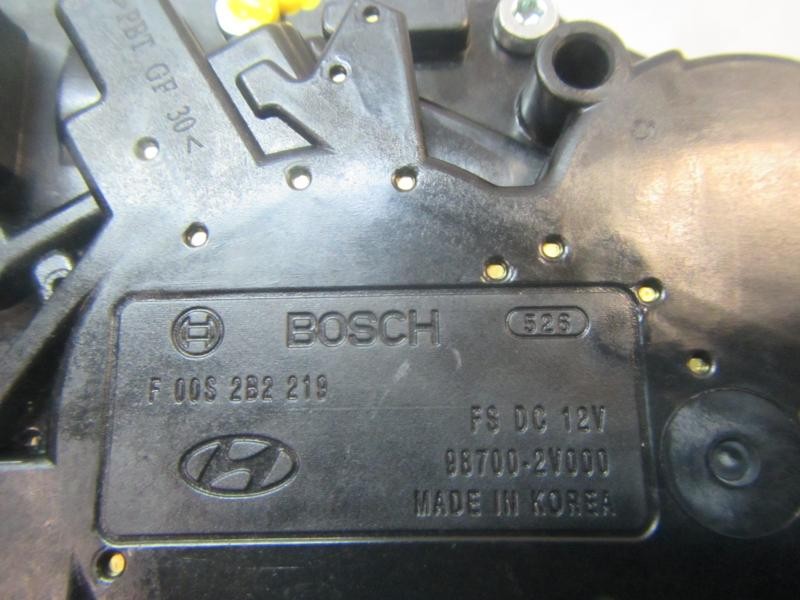 >PBT GF 30<
BOSCH 526
F 00S 2B2 219
FS DC 12V
98700-2V000
MADE IN KOREA